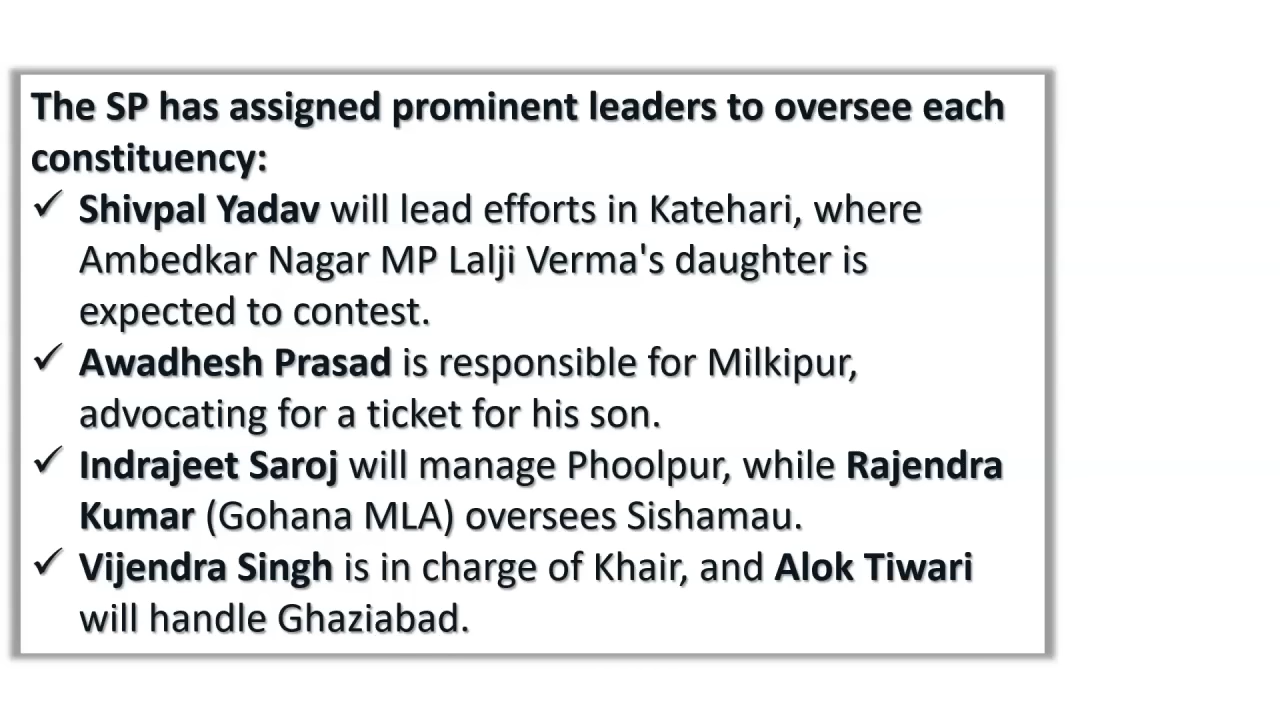 The SP has assigned prominent leaders to oversee each
constituency:
✓ Shivpal Yadav will lead efforts in Katehari, where
Ambedkar Nagar MP Lalji Verma's daughter is
expected to contest.
✓ Awadhesh Prasad is responsible for Milkipur,
advocating for a ticket for his son.
✓ Indrajeet Saroj will manage Phoolpur, while Rajendra
Kumar (Gohana MLA) oversees Sishamau.
✓ Vijendra Singh is in charge of Khair, and Alok Tiwari
will handle Ghaziabad.